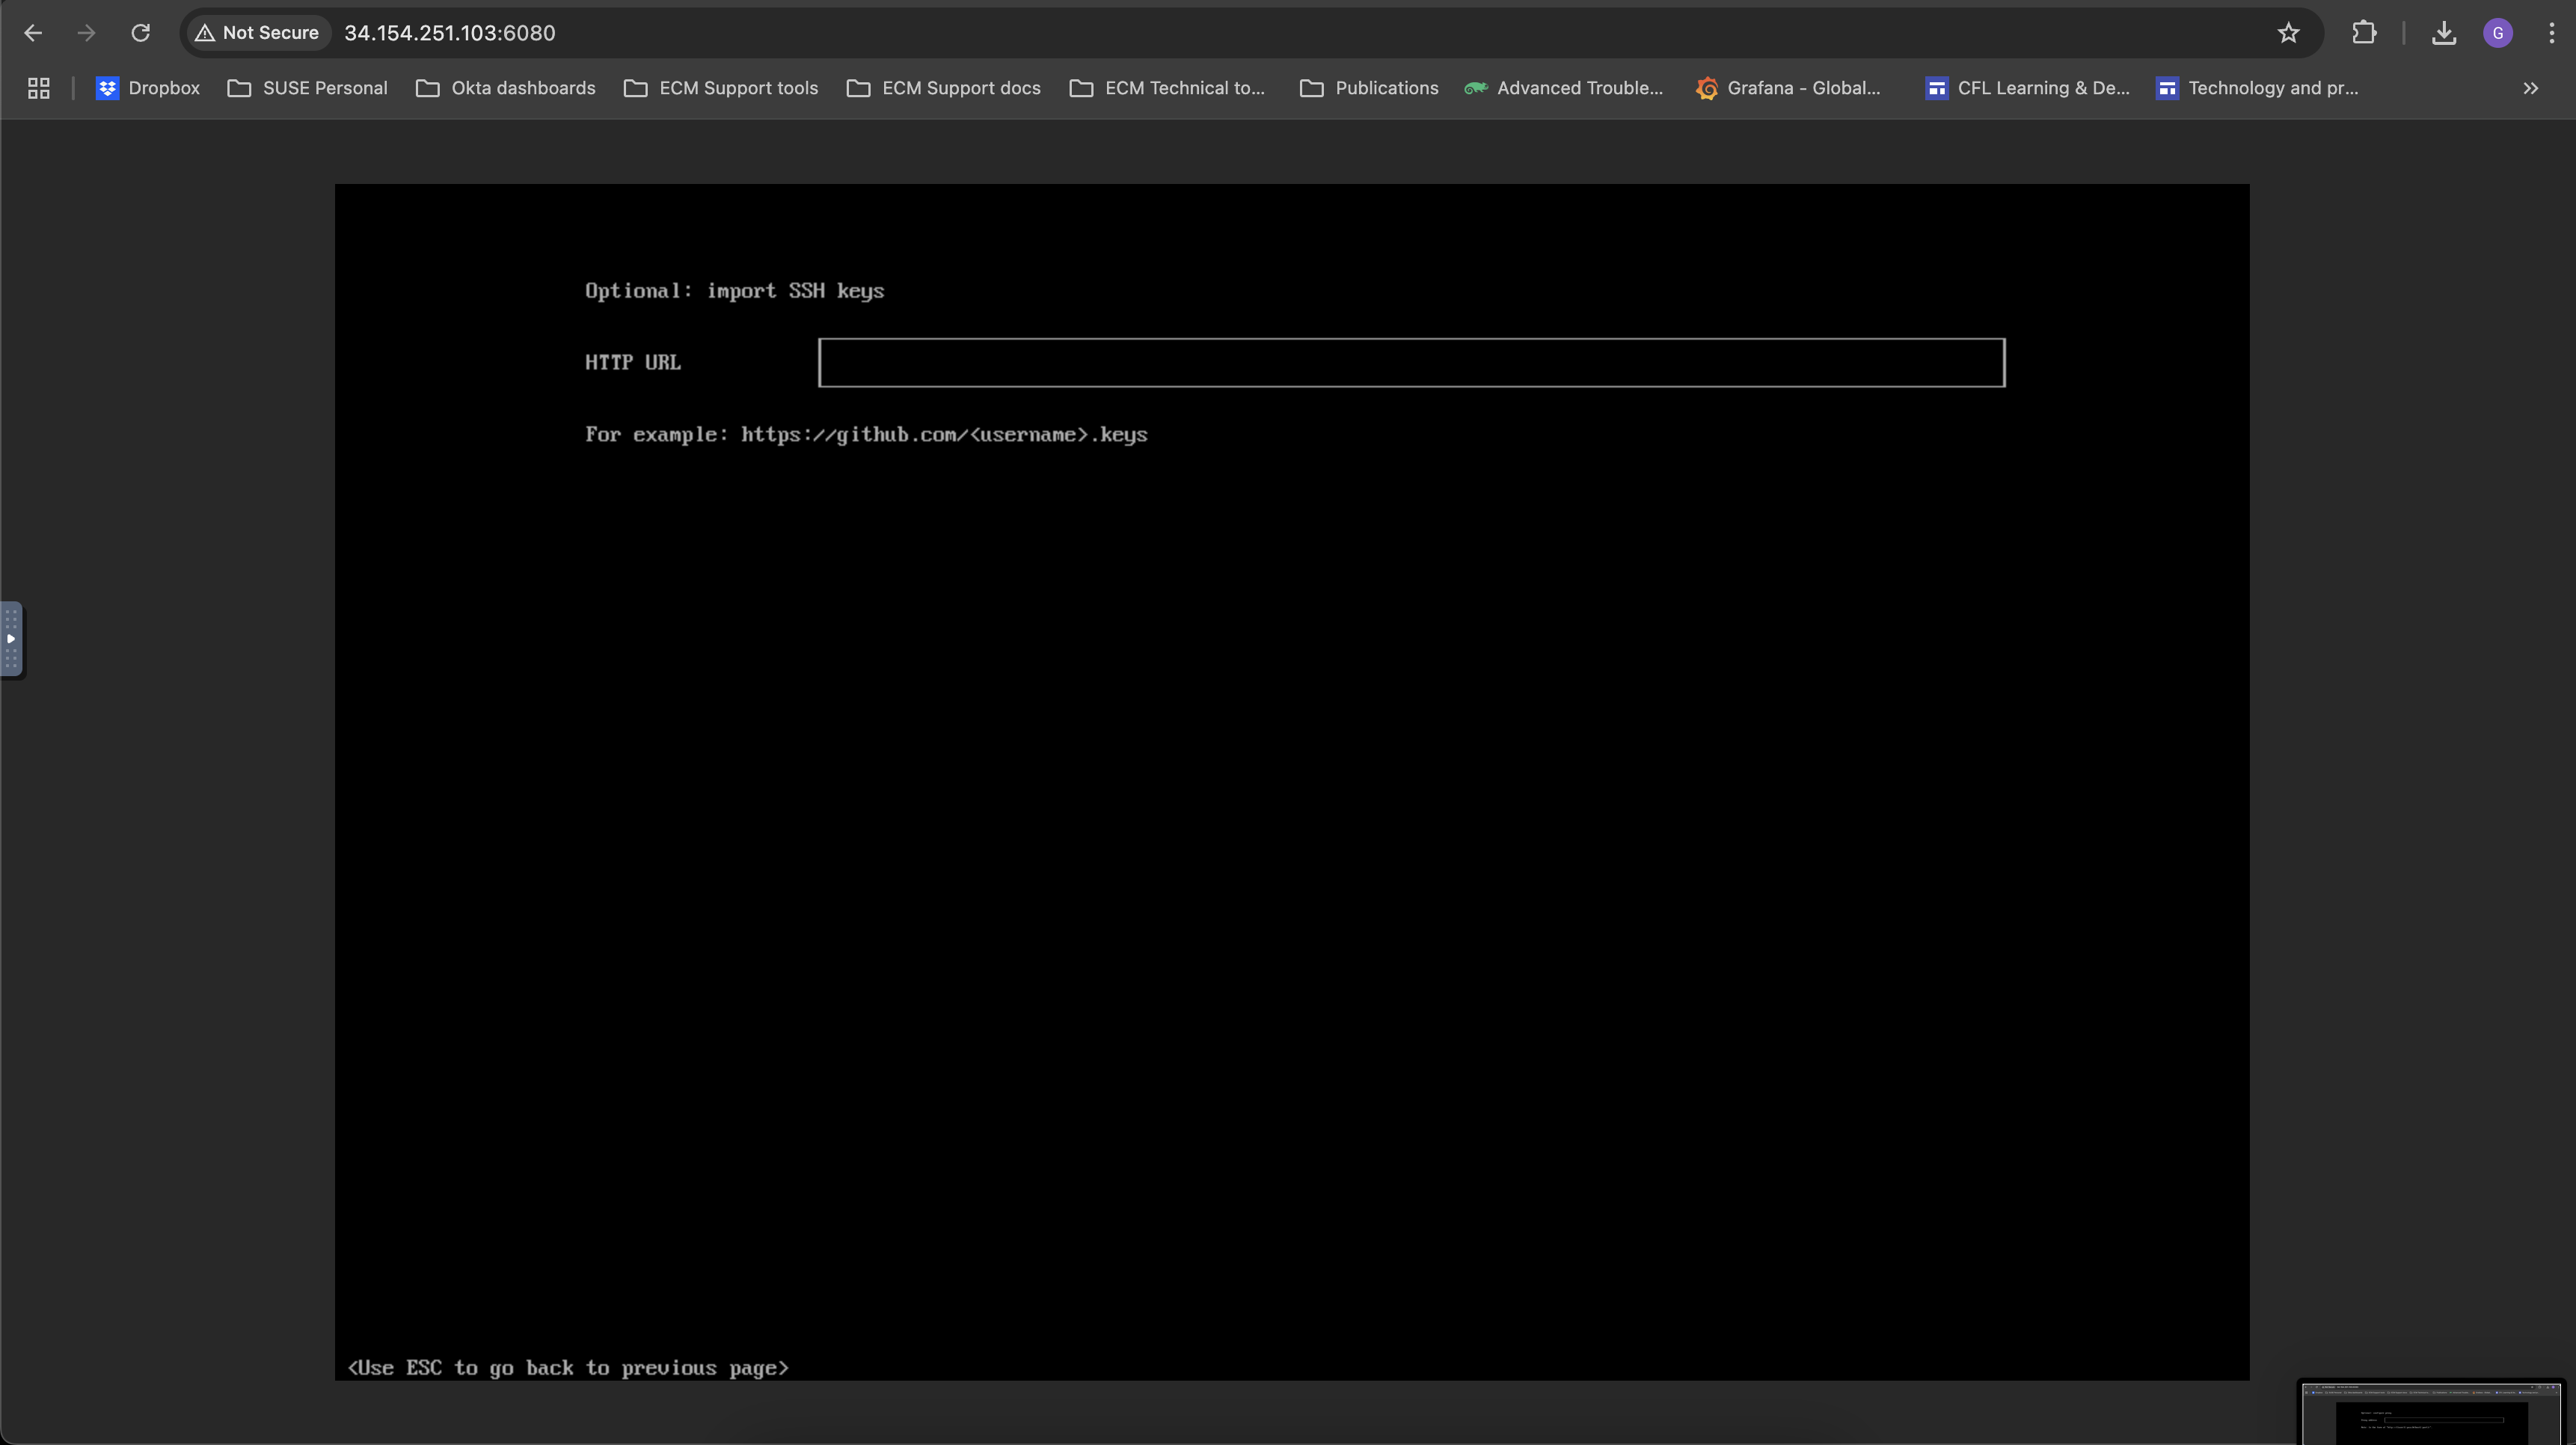 Not Secure 34.154.251.103:6080 G
Dropbox SUSE Personal Okta dashboards ECM Support tools ECM Support docs ECM Technical to... Publications Advanced Trouble... Grafana - Global... CFL Learning & De... Technology and pr...
Optional: import SSH keys
HTTP URL
For example: https://github.com/<username>.keys
<Use ESC to go back to previous page>